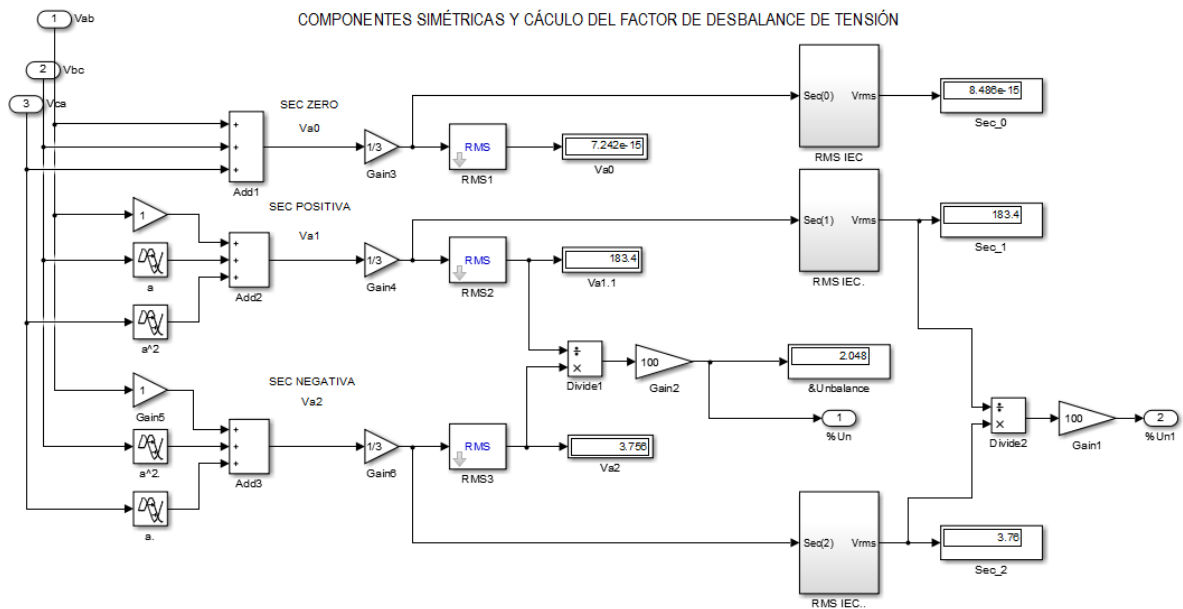 COMPONENTES SIMÉTRICAS Y CÁCULO DEL FACTOR DE DESBALANCE DE TENSIÓN
1
Vab
2
Vbc
3
Vca
SEC ZERO
Va0
+
+
+
Add1
1/3
Gain3
RMS
RMS1
7.242e-15
Va0
Sec(0) Vrms
RMS IEC
8.486e-15
Sec_0
SEC POSITIVA
Va1
1
a
a^2
+
+
+
Add2
1/3
Gain4
RMS
RMS2
183.4
Va1.1
Sec(1) Vrms
RMS IEC.
183.4
Sec_1
÷
×
Divide1
100
Gain2
2.048
&Unbalance
1
%Un
SEC NEGATIVA
Va2
1
Gain5
a^2.
a.
+
+
+
Add3
1/3
Gain6
RMS
RMS3
3.756
Va2
÷
×
Divide2
100
Gain1
2
%Un1
Sec(2) Vrms
RMS IEC..
3.76
Sec_2